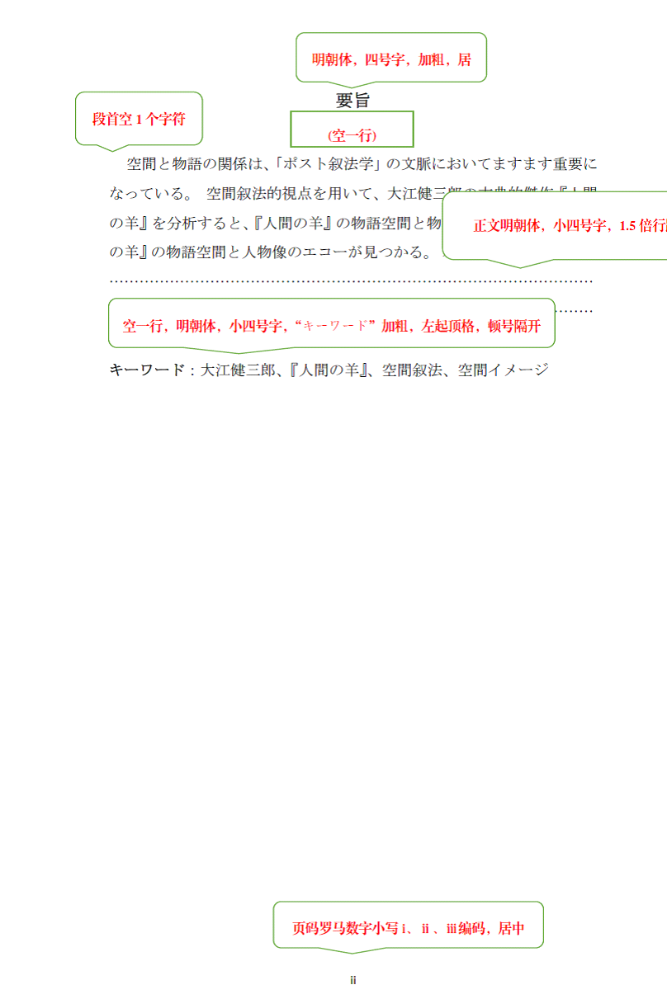 明朝体，四号字，加粗，居
要旨
段首空 1 个字符
(空一行)
空間と物語の関係は、「ポスト叙法学」の文脈においてますます重要に
なっている。 空間叙法的視点を用いて、大江健三郎の古典的傑作『人間
の羊』を分析すると、『人間の羊』の物語空間と物
正文明朝体，小四号字，1.5 倍行
の羊』の物語空間と人物像のエコーが見つかる。
………………………………………………………………………………………
空一行，明朝体，小四号字，“キーワード”加粗，左起顶格，顿号隔开
キーワード：大江健三郎、『人間の羊』、空間叙法、空間イメージ
页码罗马数字小写 i、ⅱ 、ⅲ编码，居中
ii